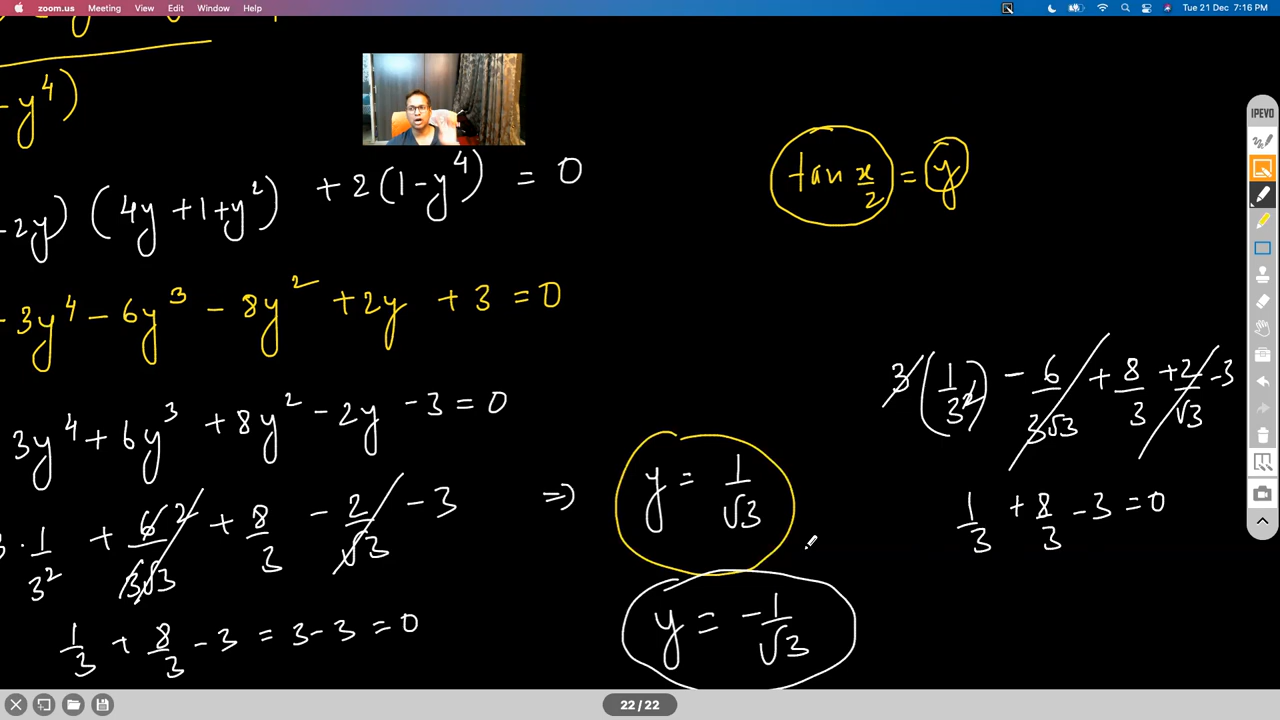 zoom.us Meeting View Edit Window Help Tue 21 Dec 7:16 PM
- y⁴)
- 2y) (4y + 1 + y²) + 2(1 - y⁴) = 0
- 3y⁴ - 6y³ - 8y² + 2y + 3 = 0
3y⁴ + 6y³ + 8y² - 2y - 3 = 0
3 · 1/3² + 6 2/3√3 + 8/3 - 2/√3 - 3
1/3 + 8/3 - 3 = 3 - 3 = 0
⇒ y = 1/√3
y = -1/√3
tan x/2 = y
3(1/3²) - 6/3√3 + 8/3 + 2/√3 - 3
1/3 + 8/3 - 3 = 0
IPEVO
22 / 22